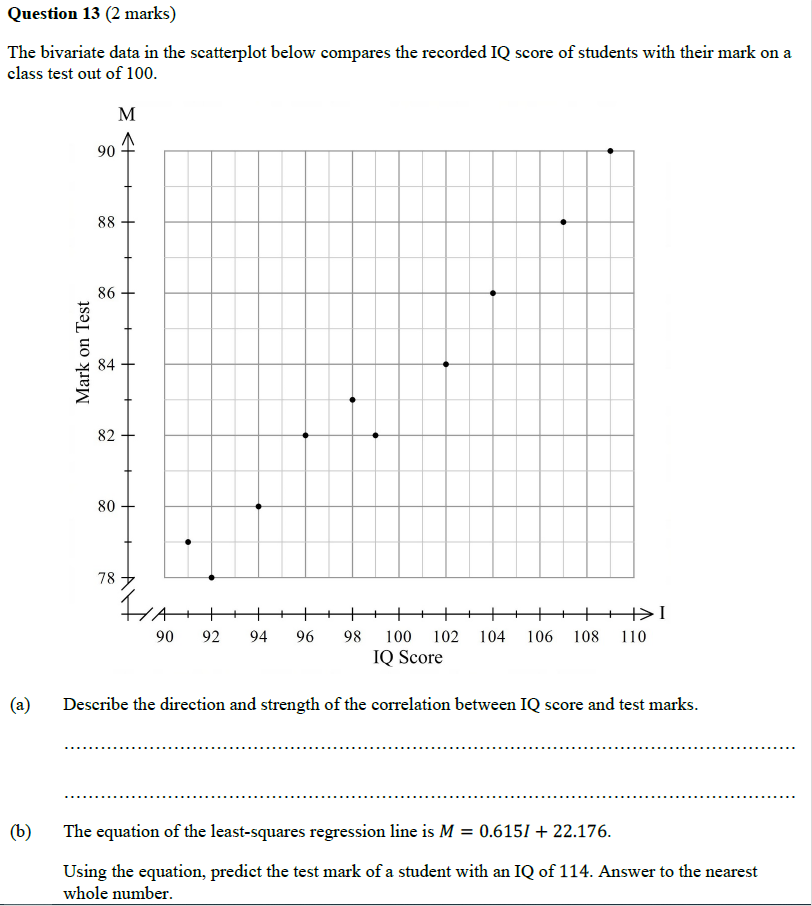 Question 13 (2 marks)
The bivariate data in the scatterplot below compares the recorded IQ score of students with their mark on a
class test out of 100.
M
90
88
86
84
82
80
78
Mark on Test
I
90 92 94 96 98 100 102 104 106 108 110
IQ Score
(a) Describe the direction and strength of the correlation between IQ score and test marks.
(b) The equation of the least-squares regression line is M = 0.615I + 22.176.
Using the equation, predict the test mark of a student with an IQ of 114. Answer to the nearest
whole number.